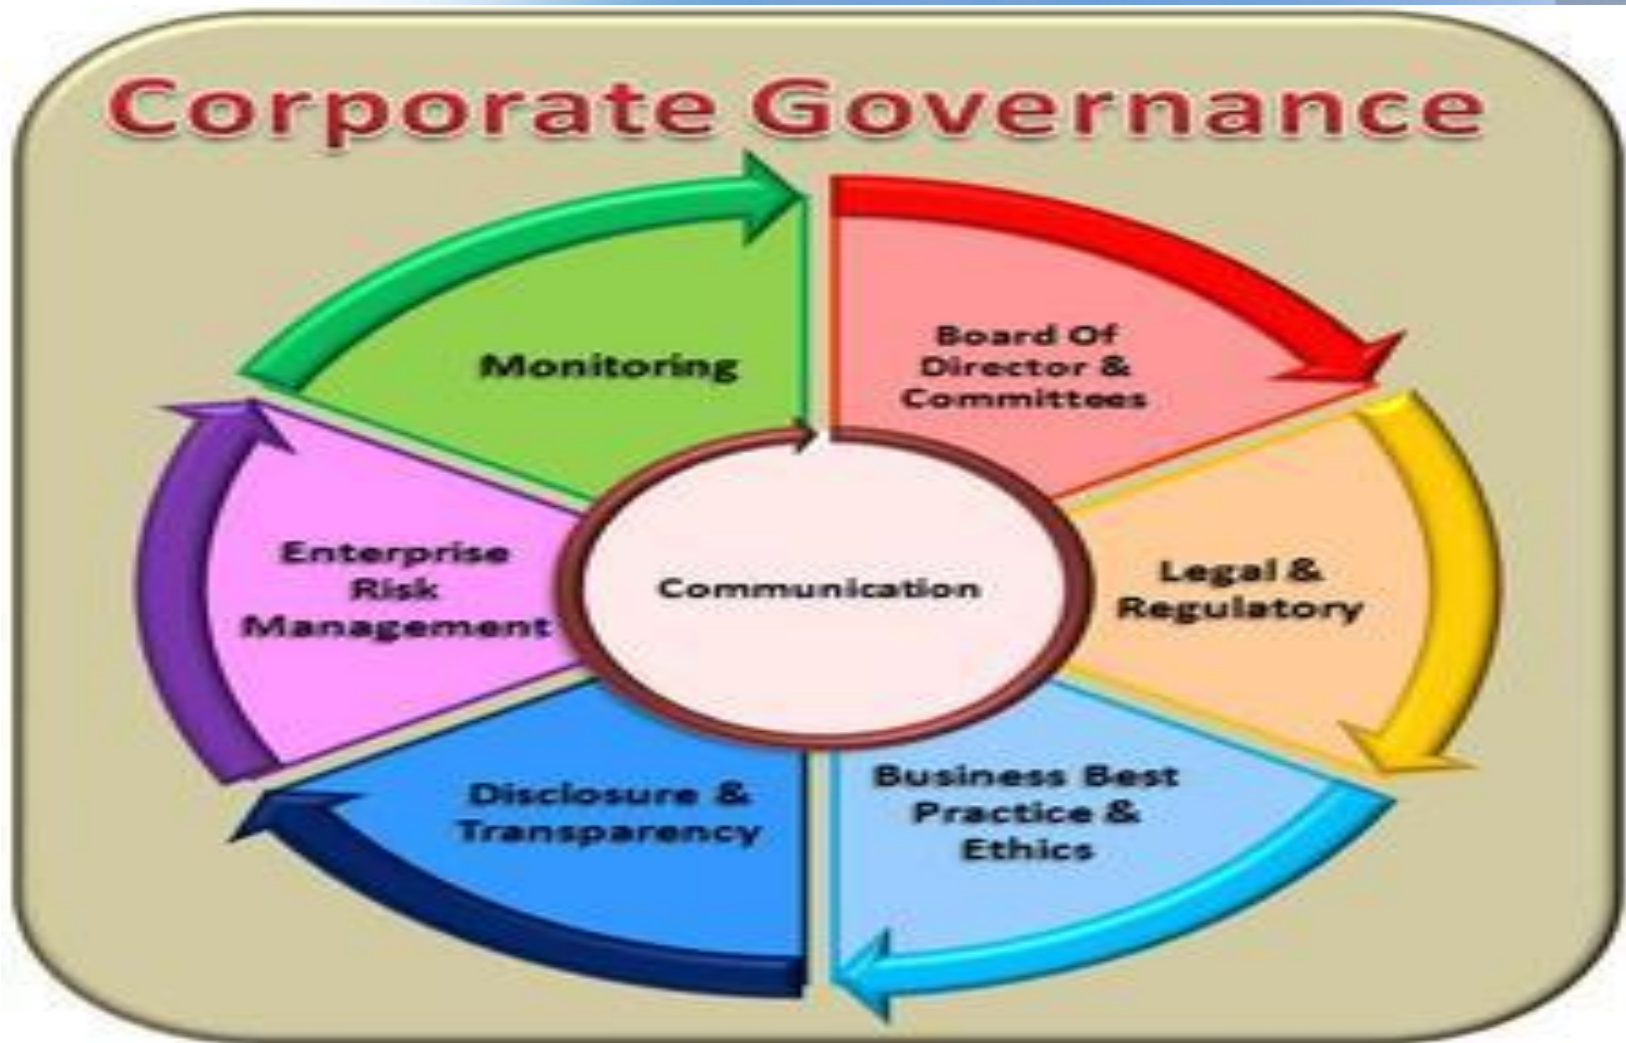 Corporate Governance
Board Of
Director &
Committees
Legal &
Regulatory
Business Best
Practice &
Ethics
Disclosure &
Transparency
Enterprise
Risk
Management
Monitoring
Communication